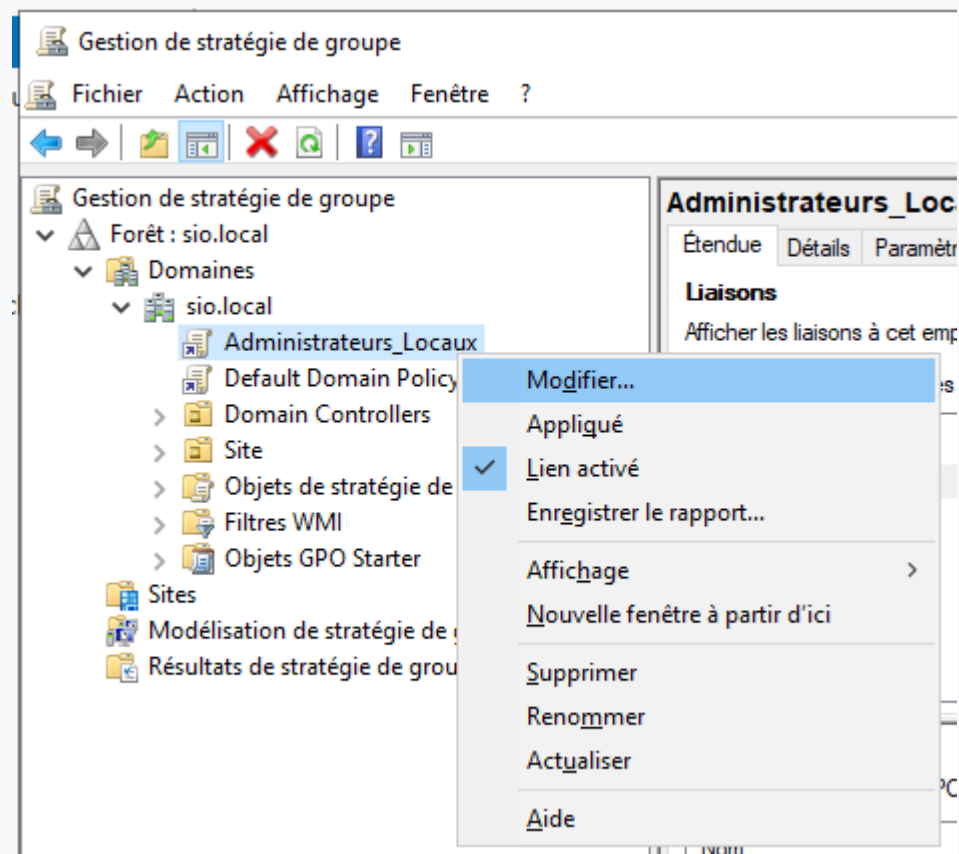 Gestion de stratégie de groupe
Fichier Action Affichage Fenêtre ?
Gestion de stratégie de groupe
Forêt : sio.local
Domaines
sio.local
Administrateurs_Locaux
Default Domain Policy
Domain Controllers
Site
Objets de stratégie de
Filtres WMI
Objets GPO Starter
Sites
Modélisation de stratégie de
Résultats de stratégie de grou
Administrateurs_Loc
Étendue Détails Paramètr
Liaisons
Afficher les liaisons à cet emp
Modifier...
Appliqué
Lien activé
Enregistrer le rapport...
Affichage
Nouvelle fenêtre à partir d'ici
Supprimer
Renommer
Actualiser
Aide